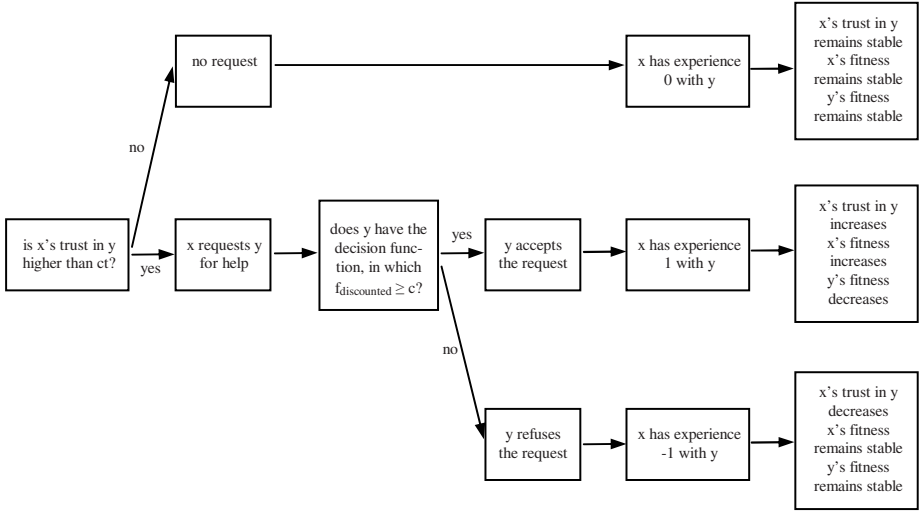 no request
x has experience
0 with y
x's trust in y
remains stable
x's fitness
remains stable
y's fitness
remains stable
no
is x's trust in y
higher than ct?
yes
x requests y
for help
does y have the
decision func-
tion, in which
fdiscounted ≥ c?
yes
y accepts
the request
x has experience
1 with y
x's trust in y
increases
x's fitness
increases
y's fitness
decreases
no
y refuses
the request
x has experience
-1 with y
x's trust in y
decreases
x's fitness
remains stable
y's fitness
remains stable